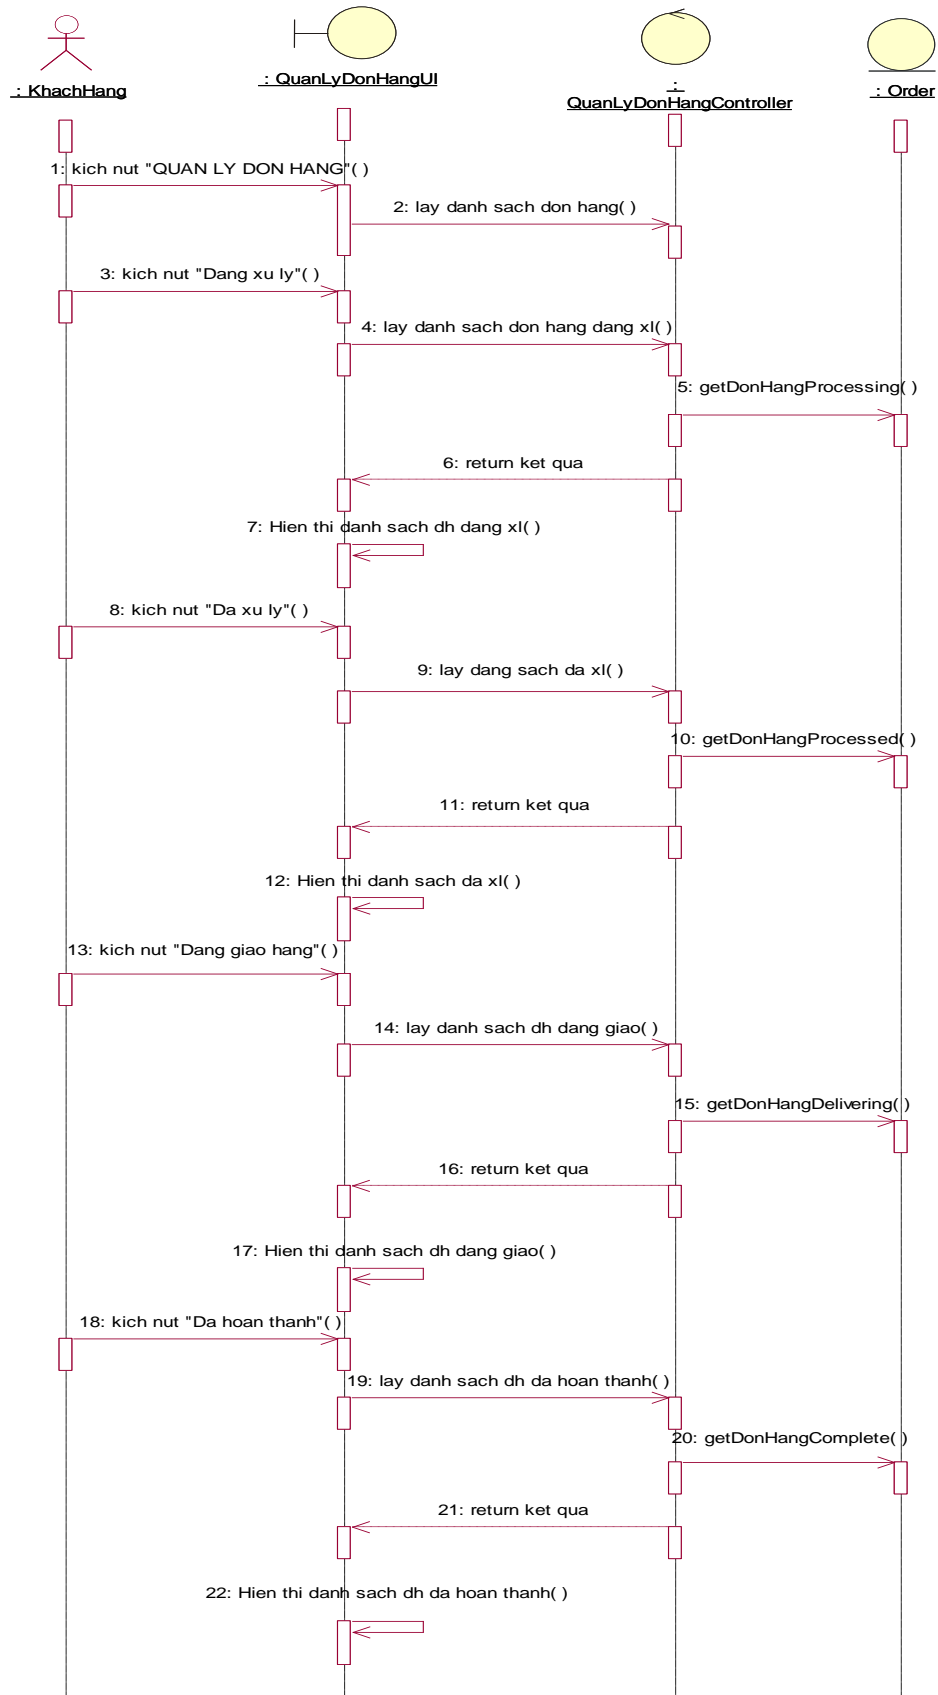 : KhachHang
: QuanLyDonHangUI
:
QuanLyDonHangController
: Order
1: kich nut "QUAN LY DON HANG"( )
2: lay danh sach don hang( )
3: kich nut "Dang xu ly"( )
4: lay danh sach don hang dang xl( )
5: getDonHangProcessing( )
6: return ket qua
7: Hien thi danh sach dh dang xl( )
8: kich nut "Da xu ly"( )
9: lay dang sach da xl( )
10: getDonHangProcessed( )
11: return ket qua
12: Hien thi danh sach da xl( )
13: kich nut "Dang giao hang"( )
14: lay danh sach dh dang giao( )
15: getDonHangDelivering( )
16: return ket qua
17: Hien thi danh sach dh dang giao( )
18: kich nut "Da hoan thanh"( )
19: lay danh sach dh da hoan thanh( )
20: getDonHangComplete( )
21: return ket qua
22: Hien thi danh sach dh da hoan thanh( )